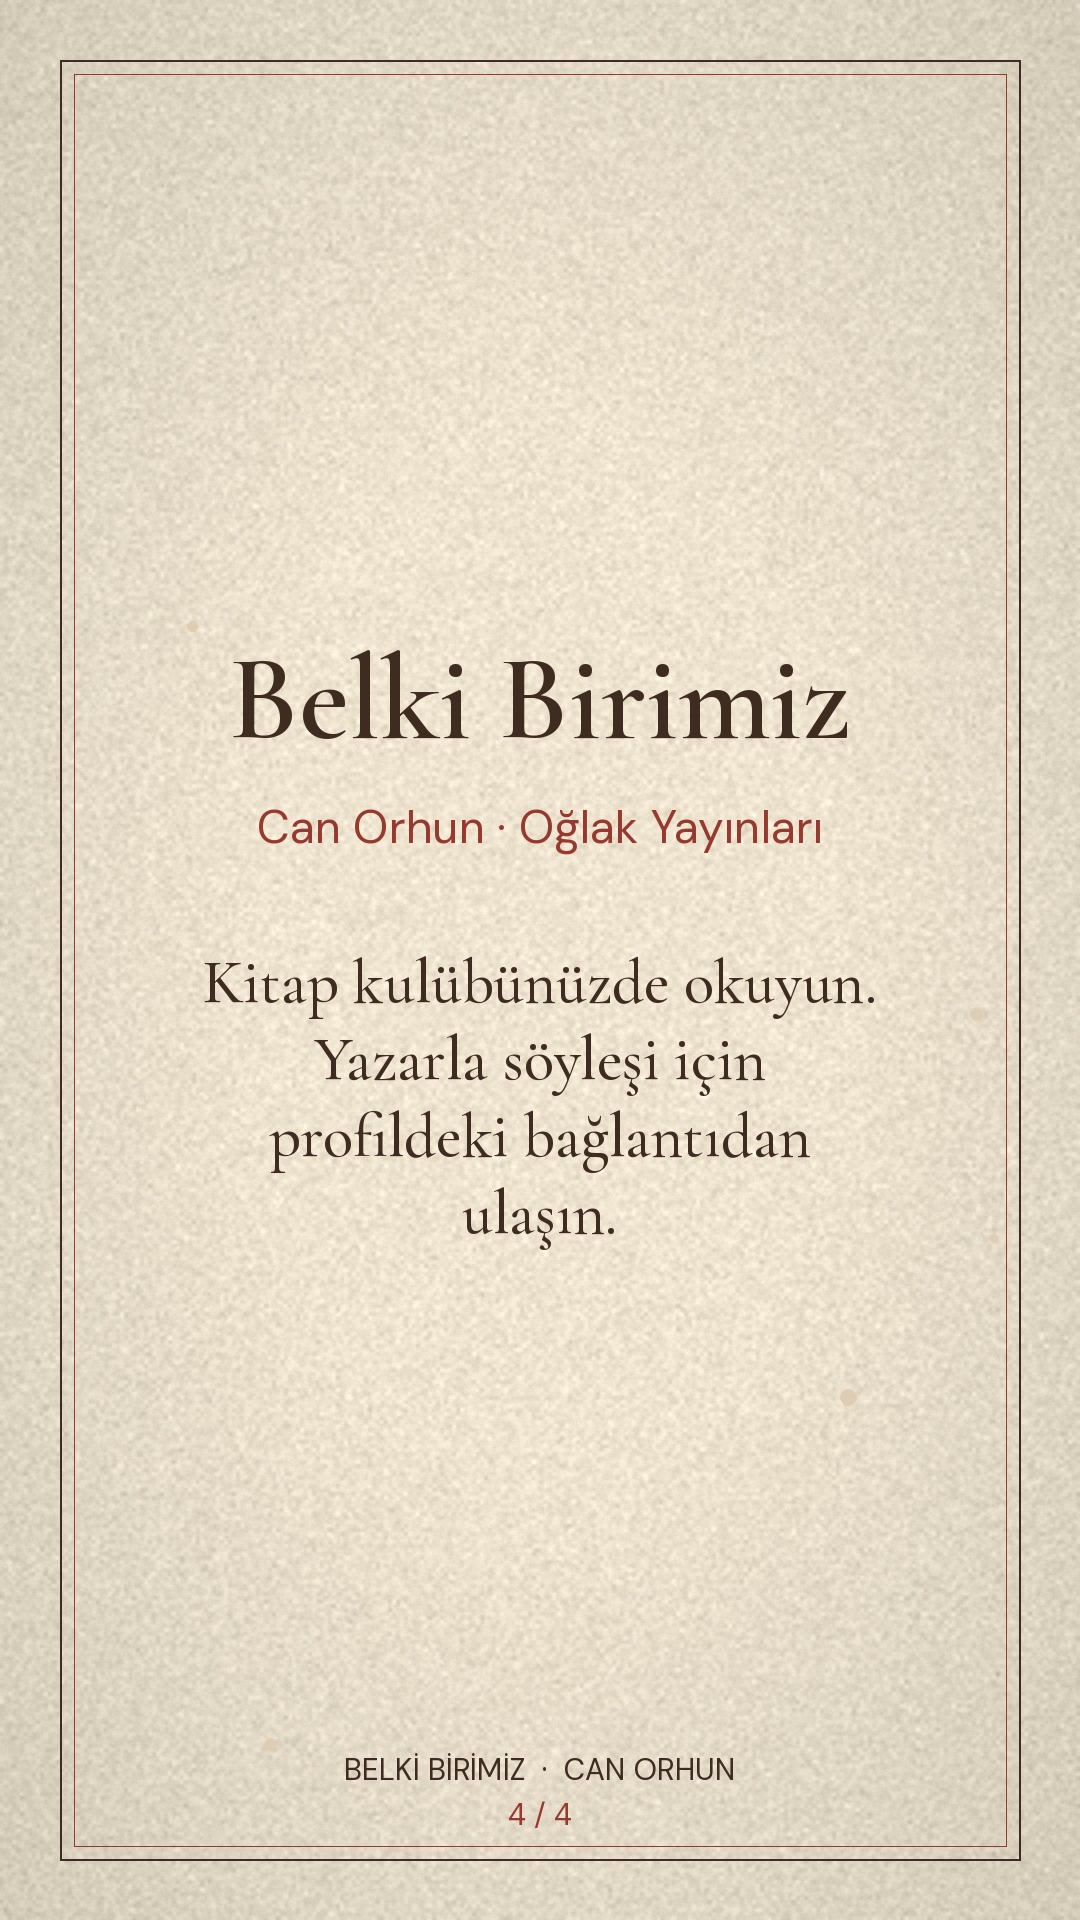 Belki Birimiz
Can Orhun · Oğlak Yayınları
Kitap kulübünüzde okuyun.
Yazarla söyleşi için
profildeki bağlantıdan
ulaşın.
BELKİ BİRİMİZ · CAN ORHUN
4 / 4